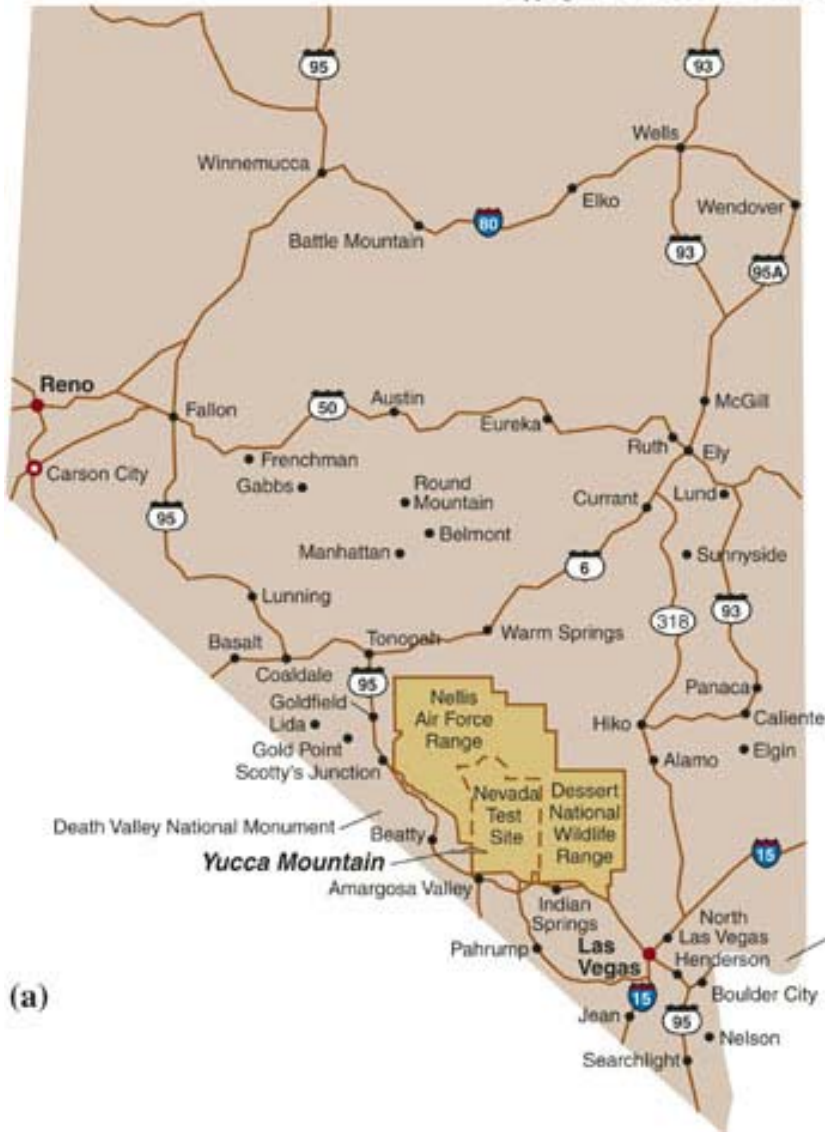 95
93
Wells
Winnemucca
Elko
Wendover
80
Battle Mountain
93
95A
Reno
50
Austin
McGill
Fallon
Eureka
Ruth
Ely
Frenchman
Carson City
Gabbs
Round
Mountain
Currant
Lund
95
Belmont
Manhattan
6
Sunnyside
Lunning
318
93
Warm Springs
Basalt
Tonopah
Coaldale
95
Panaca
Goldfield
Nellis
Air Force
Range
Lida
Hiko
Caliente
Gold Point
Elgin
Scotty's Junction
Alamo
Nevadal
Test
Site
Dessert
National
Wildlife
Range
Death Valley National Monument
Beatty
15
Yucca Mountain
Amargosa Valley
Indian
Springs
North
Las Vegas
Pahrump
Las
Vegas
Henderson
(a)
15
Boulder City
Jean
95
Nelson
Searchlight